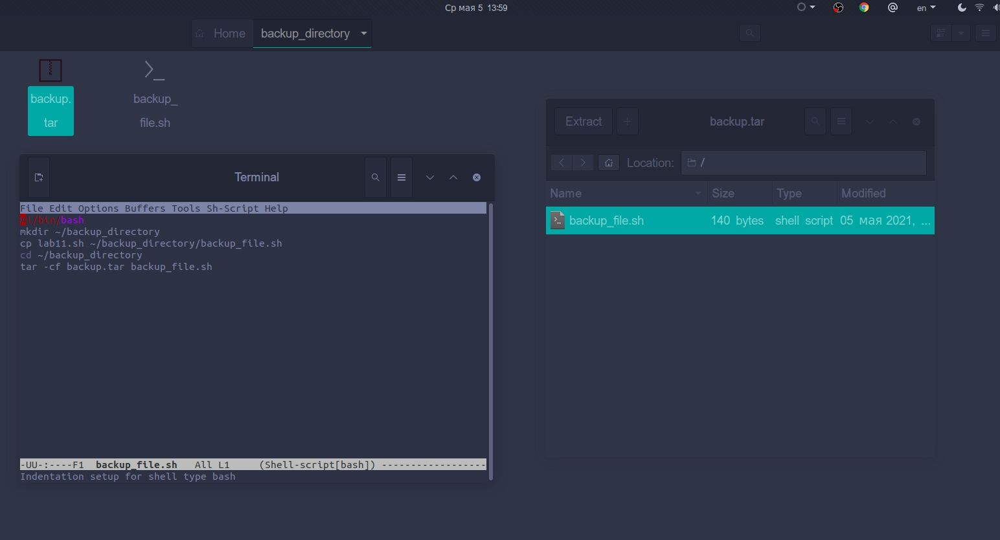 Ср мая 5 13:59
en
Home backup_directory
backup.
tar
backup_
file.sh
Extract + backup.tar
Location: /
Name Size Type Modified
backup_file.sh 140 bytes shell script 05 мая 2021, ...
Terminal
File Edit Options Buffers Tools Sh-Script Help
#!/bin/bash
mkdir ~/backup_directory
cp lab11.sh ~/backup_directory/backup_file.sh
cd ~/backup_directory
tar -cf backup.tar backup_file.sh
-UU-:----F1 backup_file.sh All L1 (Shell-script[bash]) ------------------
Indentation setup for shell type bash